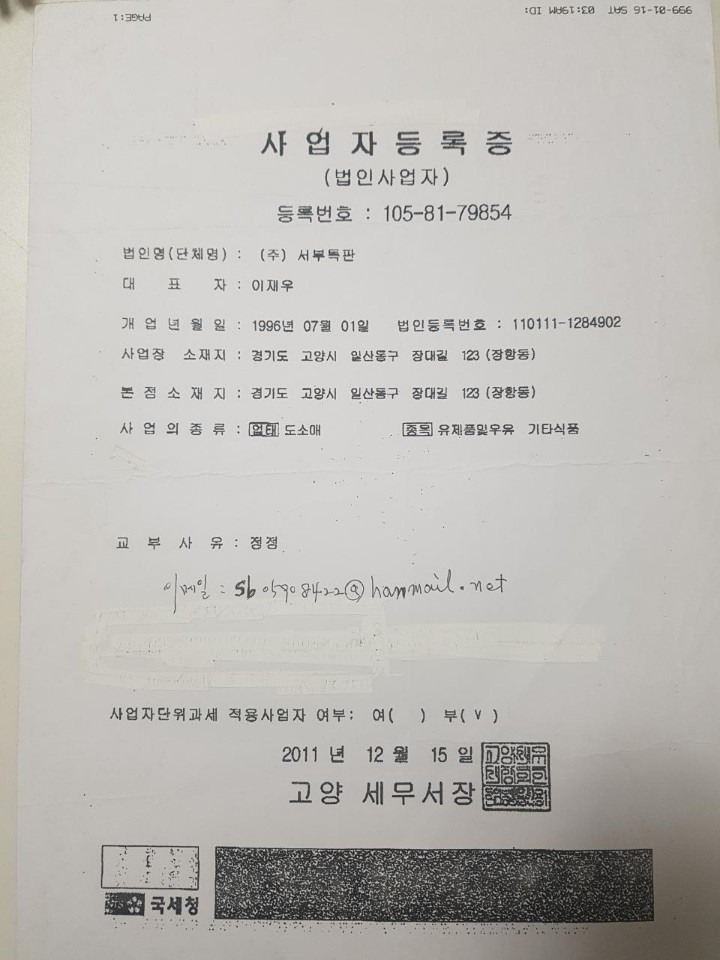 PAGE:1
999-01-16 SAT 03:19AM ID:
사업자등록증
(법인사업자)
등록번호 : 105-81-79854
법인명(단체명) : (주) 서부특판
대 표 자 : 이재우
개 업 년 월 일 : 1996년 07월 01일 법인등록번호 : 110111-1284902
사업장 소재지 : 경기도 고양시 일산동구 장대길 123 (장항동)
본 점 소 재 지 : 경기도 고양시 일산동구 장대길 123 (장항동)
사 업 의 종 류 : 업태 도소매 종목 유제품및우유 기타식품
교 부 사 유 : 정정
이메일 : sb05908422@hanmail.net
사업자단위과세 적용사업자 여부: 여( ) 부( V )
2011 년 12 월 15 일
고양 세무서장
국세청